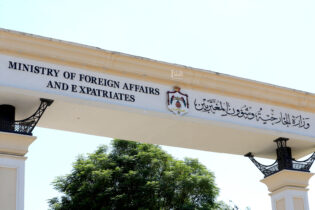 MINISTRY OF FOREIGN AFFAIRS
AND EXPATRIATES
وزارة الخارجية وشؤون المغتربين